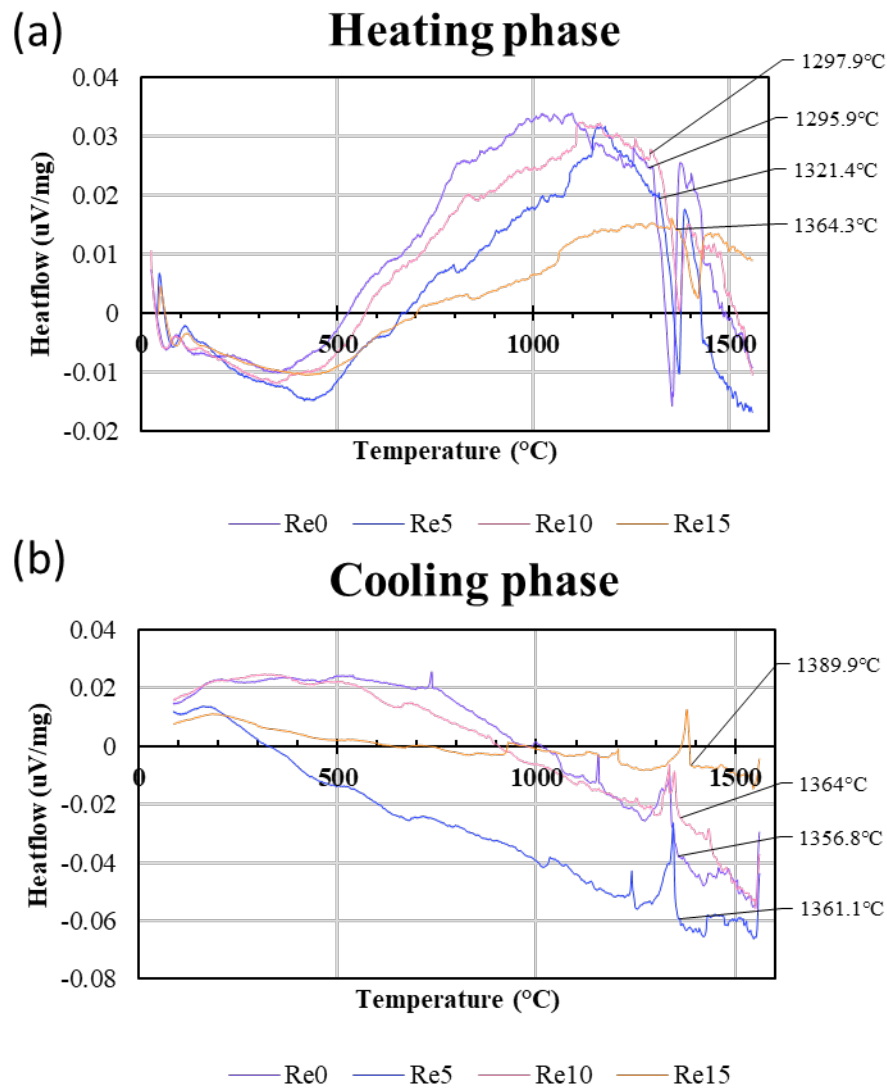 (a)
Heating phase
0.04
0.03
0.02
0.01
0
-0.01
-0.02
Heatflow (uV/mg)
0
500
1000
1500
Temperature (°C)
1297.9℃
1295.9℃
1321.4℃
1364.3℃
Re0
Re5
Re10
Re15
(b)
Cooling phase
0.04
0.02
0
-0.02
-0.04
-0.06
-0.08
Heatflow (uV/mg)
0
500
1000
1500
Temperature (°C)
1389.9℃
1364℃
1356.8℃
1361.1℃
Re0
Re5
Re10
Re15